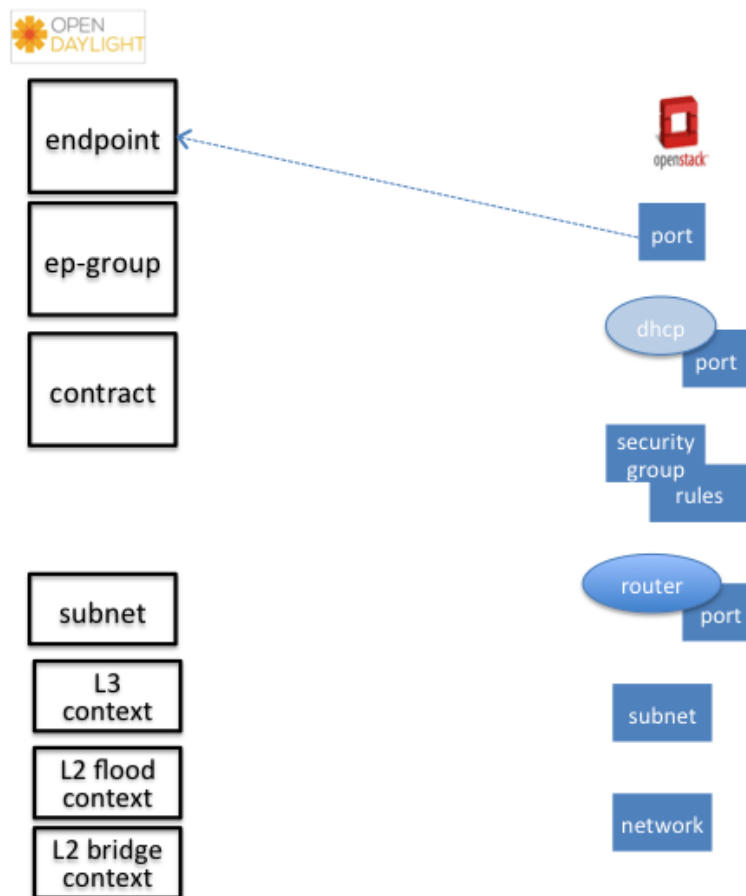 OPEN
DAYLIGHT
endpoint
openstack
port
ep-group
dhcp
port
contract
security
group
rules
router
port
subnet
L3
context
subnet
L2 flood
context
network
L2 bridge
context